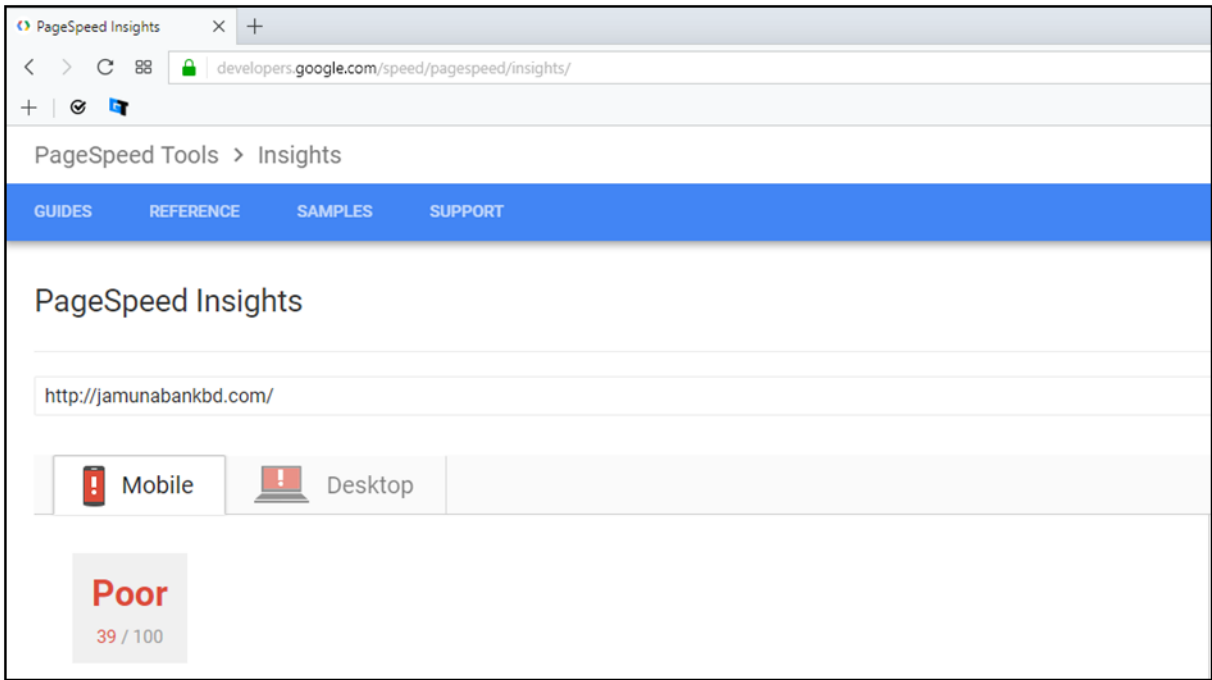 PageSpeed Insights
developers.google.com/speed/pagespeed/insights/
PageSpeed Tools > Insights
GUIDES REFERENCE SAMPLES SUPPORT
PageSpeed Insights
http://jamunabankbd.com/
Mobile Desktop
Poor
39 / 100